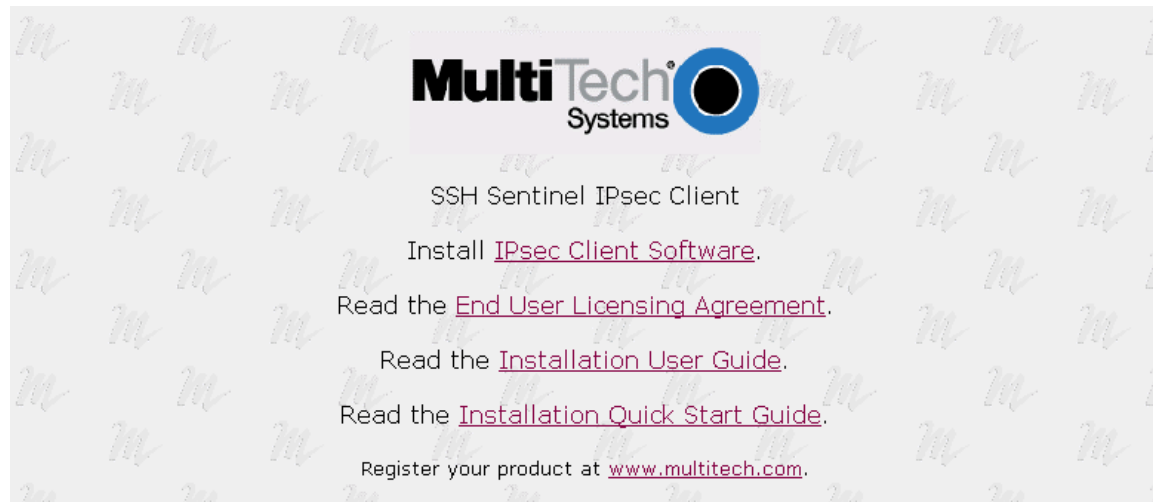 MultiTech®
Systems
SSH Sentinel IPsec Client
Install IPsec Client Software.
Read the End User Licensing Agreement.
Read the Installation User Guide.
Read the Installation Quick Start Guide.
Register your product at www.multitech.com.